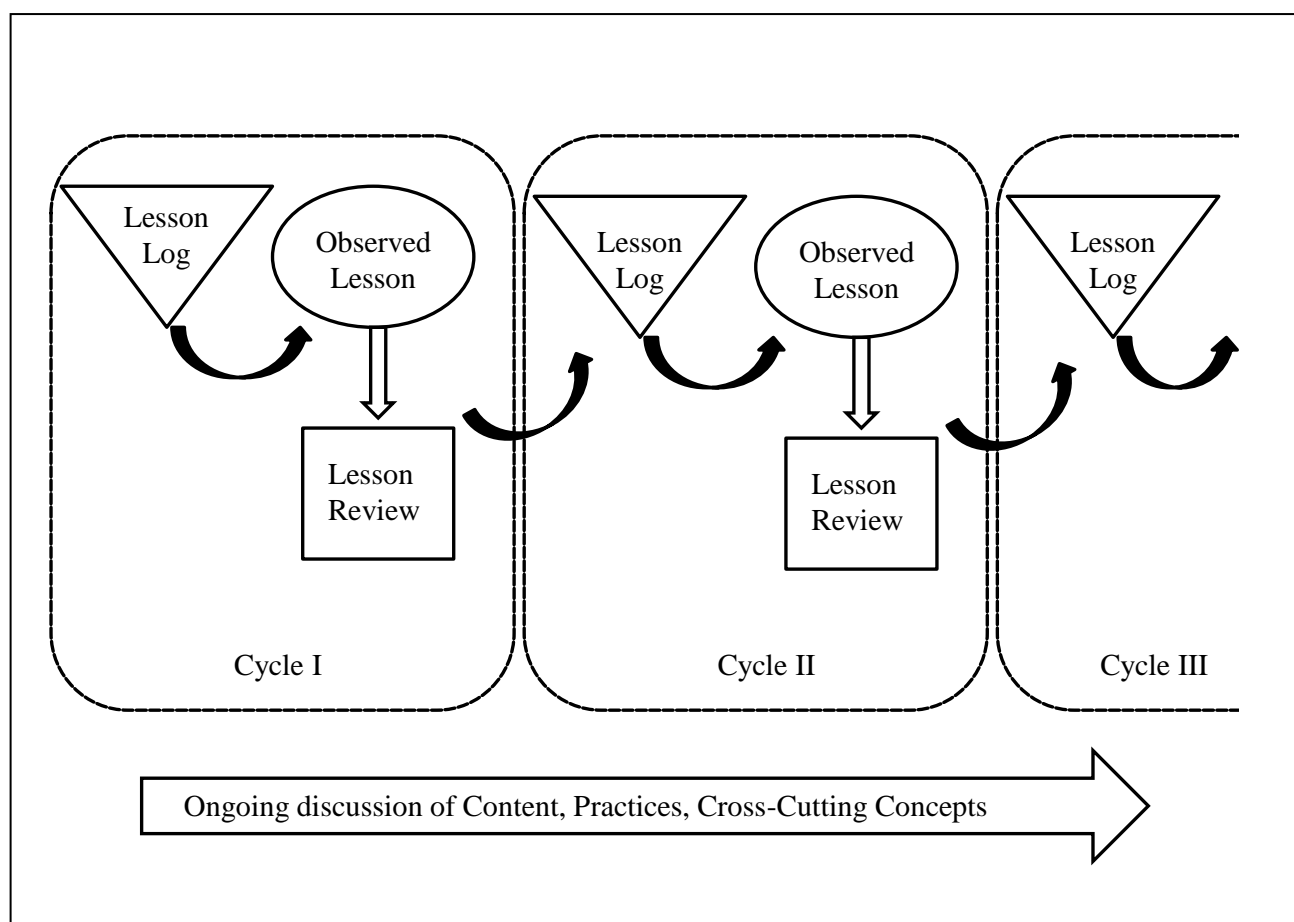 Lesson
Log
Observed
Lesson
Lesson
Review
Cycle I
Lesson
Log
Observed
Lesson
Lesson
Review
Cycle II
Lesson
Log
Cycle III
Ongoing discussion of Content, Practices, Cross-Cutting Concepts